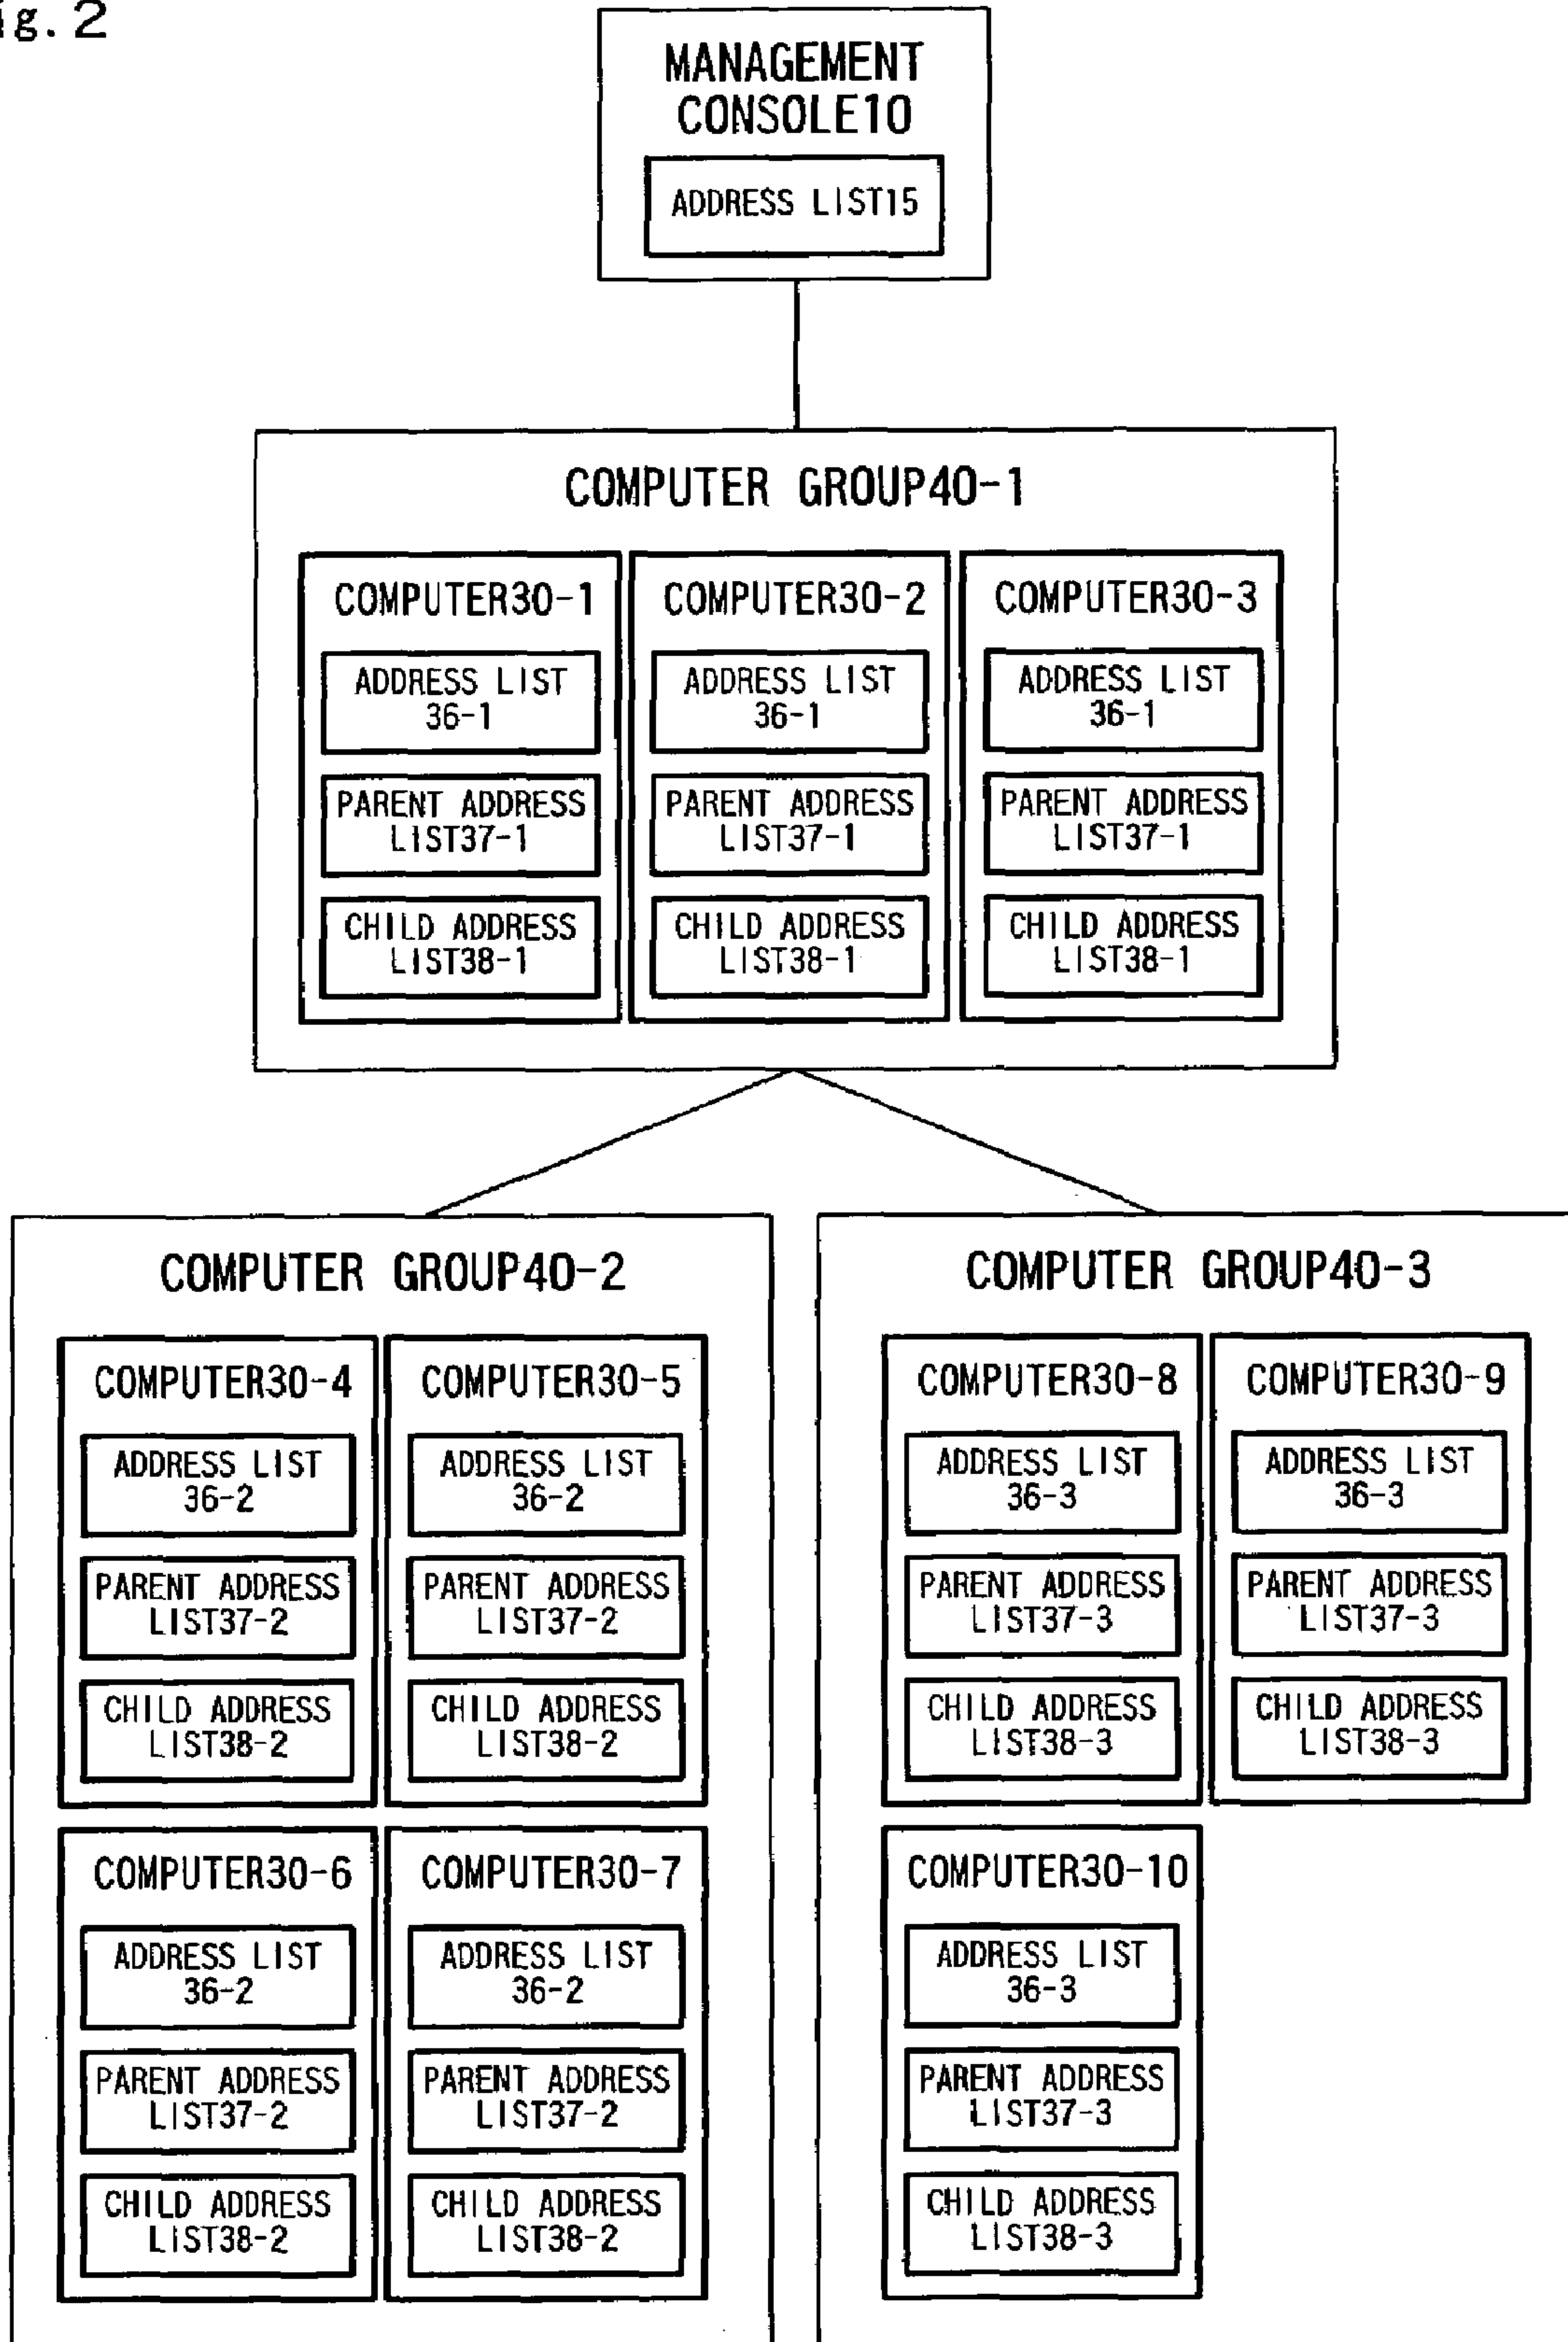 ig. 2
MANAGEMENT
CONSOLE10
ADDRESS LIST15
COMPUTER GROUP40-1
COMPUTER30-1
ADDRESS LIST
36-1
PARENT ADDRESS
LIST37-1
CHILD ADDRESS
LIST38-1
COMPUTER30-2
ADDRESS LIST
36-1
PARENT ADDRESS
LIST37-1
CHILD ADDRESS
LIST38-1
COMPUTER30-3
ADDRESS LIST
36-1
PARENT ADDRESS
LIST37-1
CHILD ADDRESS
LIST38-1
COMPUTER GROUP40-2
COMPUTER30-4
ADDRESS LIST
36-2
PARENT ADDRESS
LIST37-2
CHILD ADDRESS
LIST38-2
COMPUTER30-5
ADDRESS LIST
36-2
PARENT ADDRESS
LIST37-2
CHILD ADDRESS
LIST38-2
COMPUTER30-6
ADDRESS LIST
36-2
PARENT ADDRESS
LIST37-2
CHILD ADDRESS
LIST38-2
COMPUTER30-7
ADDRESS LIST
36-2
PARENT ADDRESS
LIST37-2
CHILD ADDRESS
LIST38-2
COMPUTER GROUP40-3
COMPUTER30-8
ADDRESS LIST
36-3
PARENT ADDRESS
LIST37-3
CHILD ADDRESS
LIST38-3
COMPUTER30-9
ADDRESS LIST
36-3
PARENT ADDRESS
LIST37-3
CHILD ADDRESS
LIST38-3
COMPUTER30-10
ADDRESS LIST
36-3
PARENT ADDRESS
LIST37-3
CHILD ADDRESS
LIST38-3